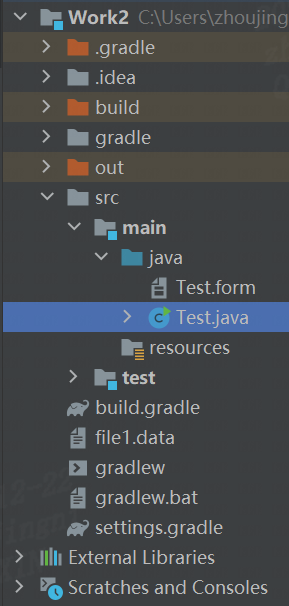 Work2 C:\Users\zhoujing
.gradle
.idea
build
gradle
out
src
main
java
Test.form
Test.java
resources
test
build.gradle
file1.data
gradlew
gradlew.bat
settings.gradle
External Libraries
Scratches and Consoles